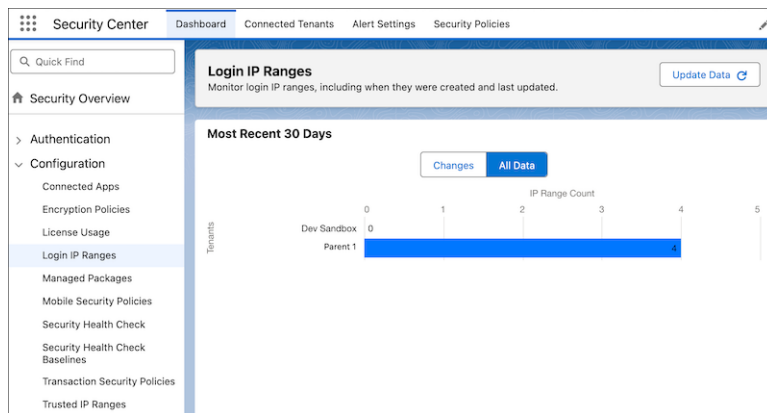 Security Center
Dashboard
Connected Tenants
Alert Settings
Security Policies
Quick Find
Security Overview
Authentication
Configuration
Connected Apps
Encryption Policies
License Usage
Login IP Ranges
Managed Packages
Mobile Security Policies
Security Health Check
Security Health Check
Baselines
Transaction Security Policies
Trusted IP Ranges
Login IP Ranges
Monitor login IP ranges, including when they were created and last updated.
Update Data
Most Recent 30 Days
Changes
All Data
IP Range Count
0 1 2 3 4 5
Tenants
Dev Sandbox 0
Parent 1 4